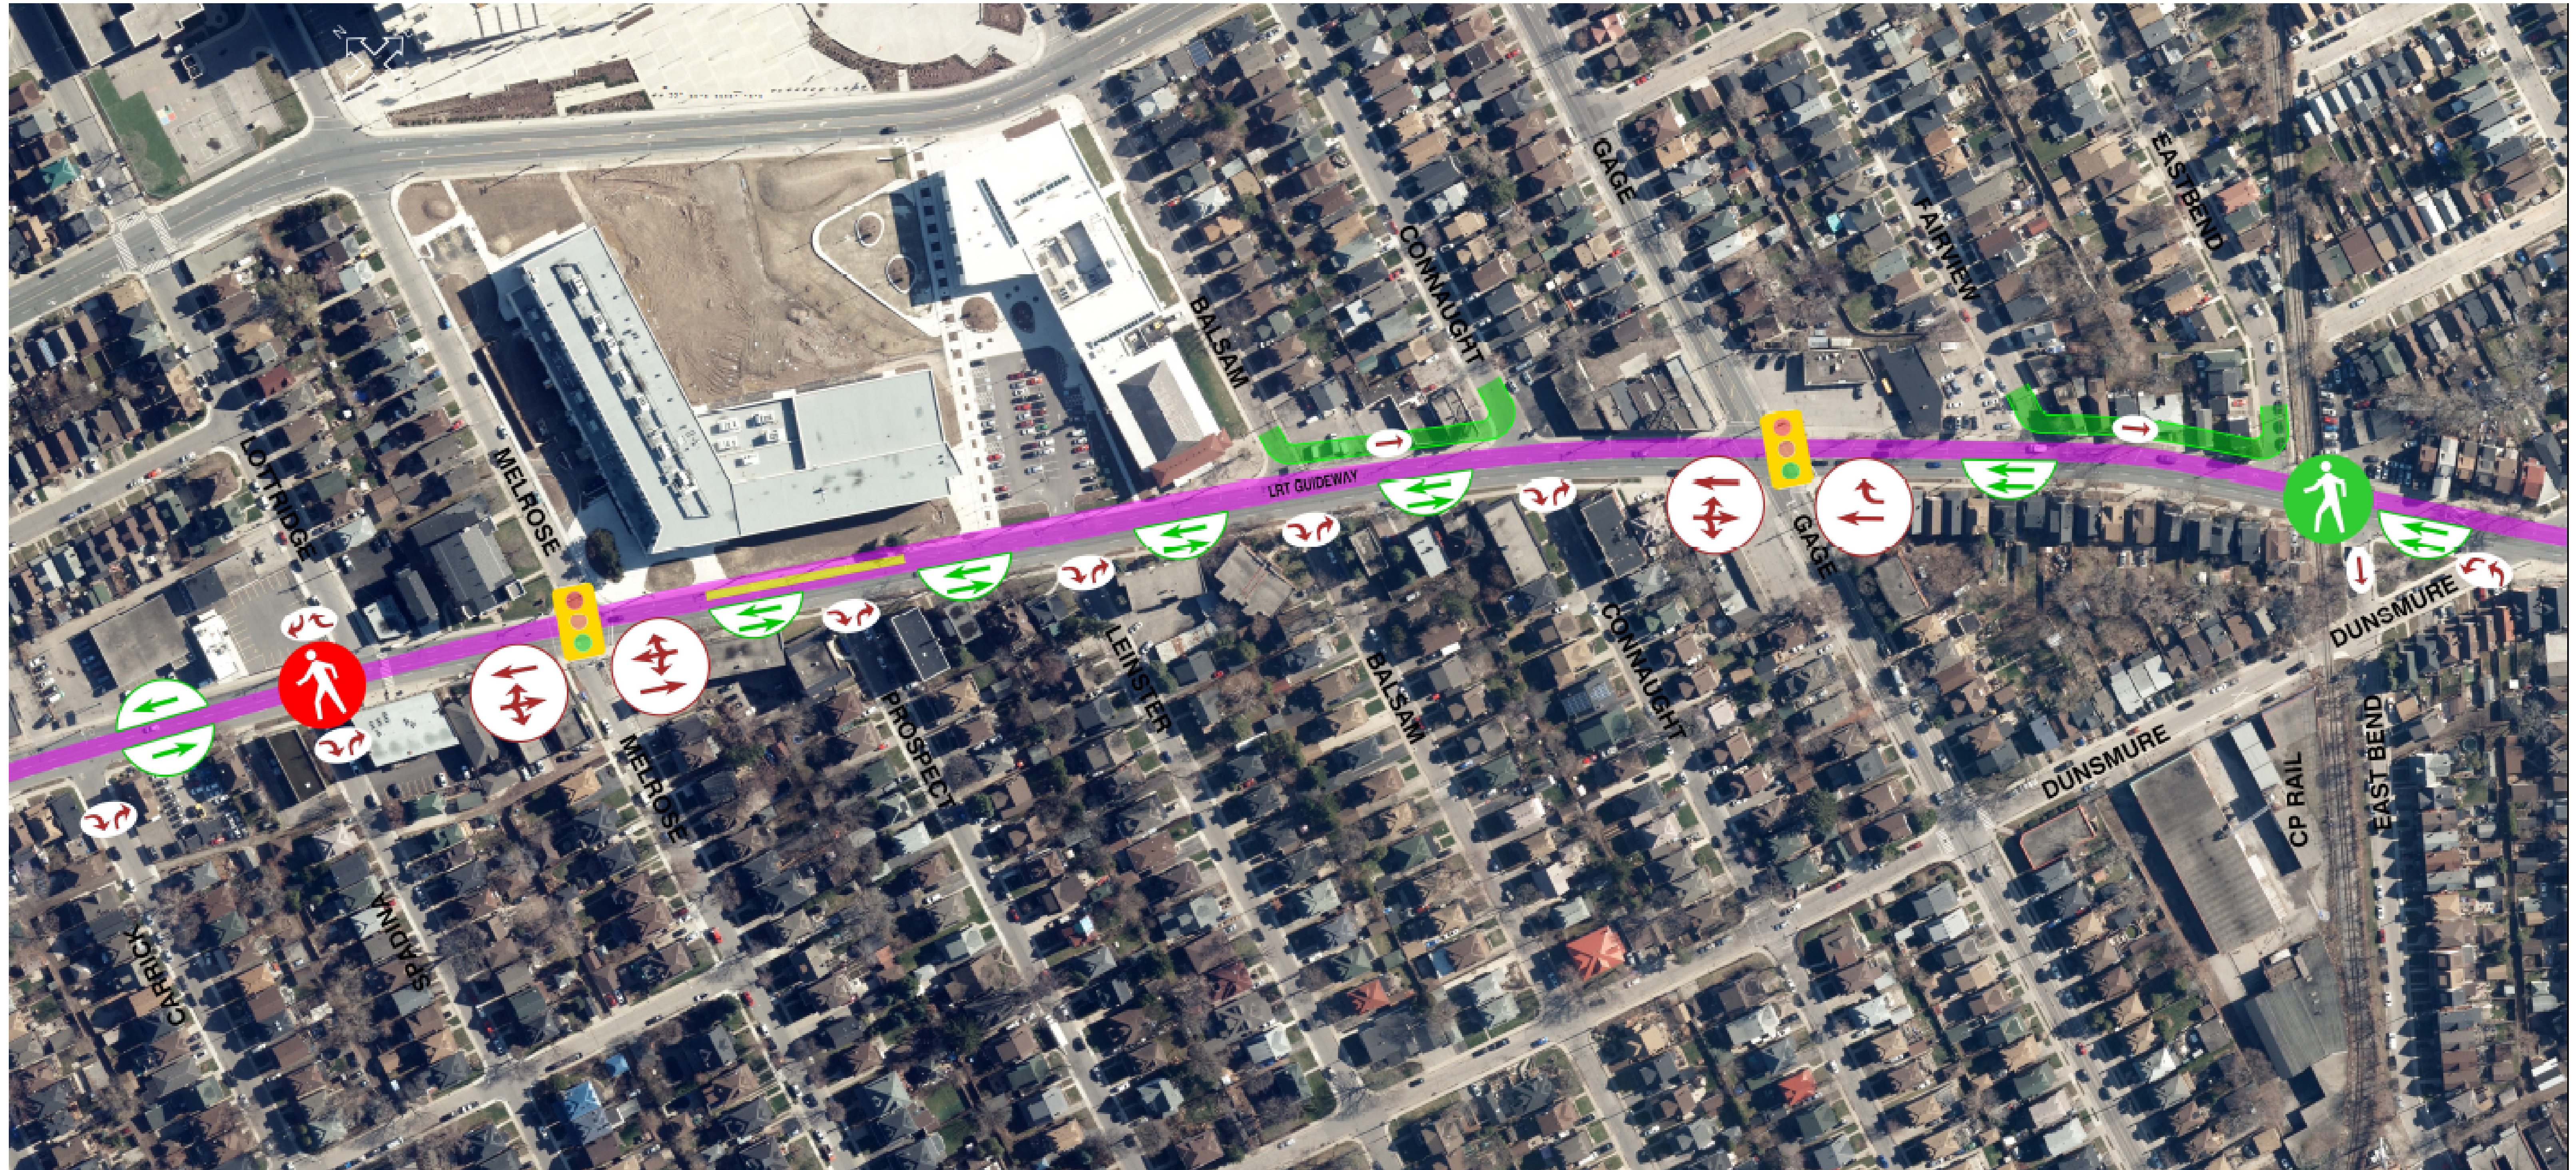 N
EASTBEND
GAGE
FAIRVIEW
CONNAUGHT
BALSAM
LOTTRIDGE
MELROSE
LRT GUIDEWAY
GAGE
DUNSMURE
CONNAUGHT
LEINSTER
BALSAM
PROSPECT
MELROSE
DUNSMURE
EAST BEND
CP RAIL
SPADINA
CARRICK